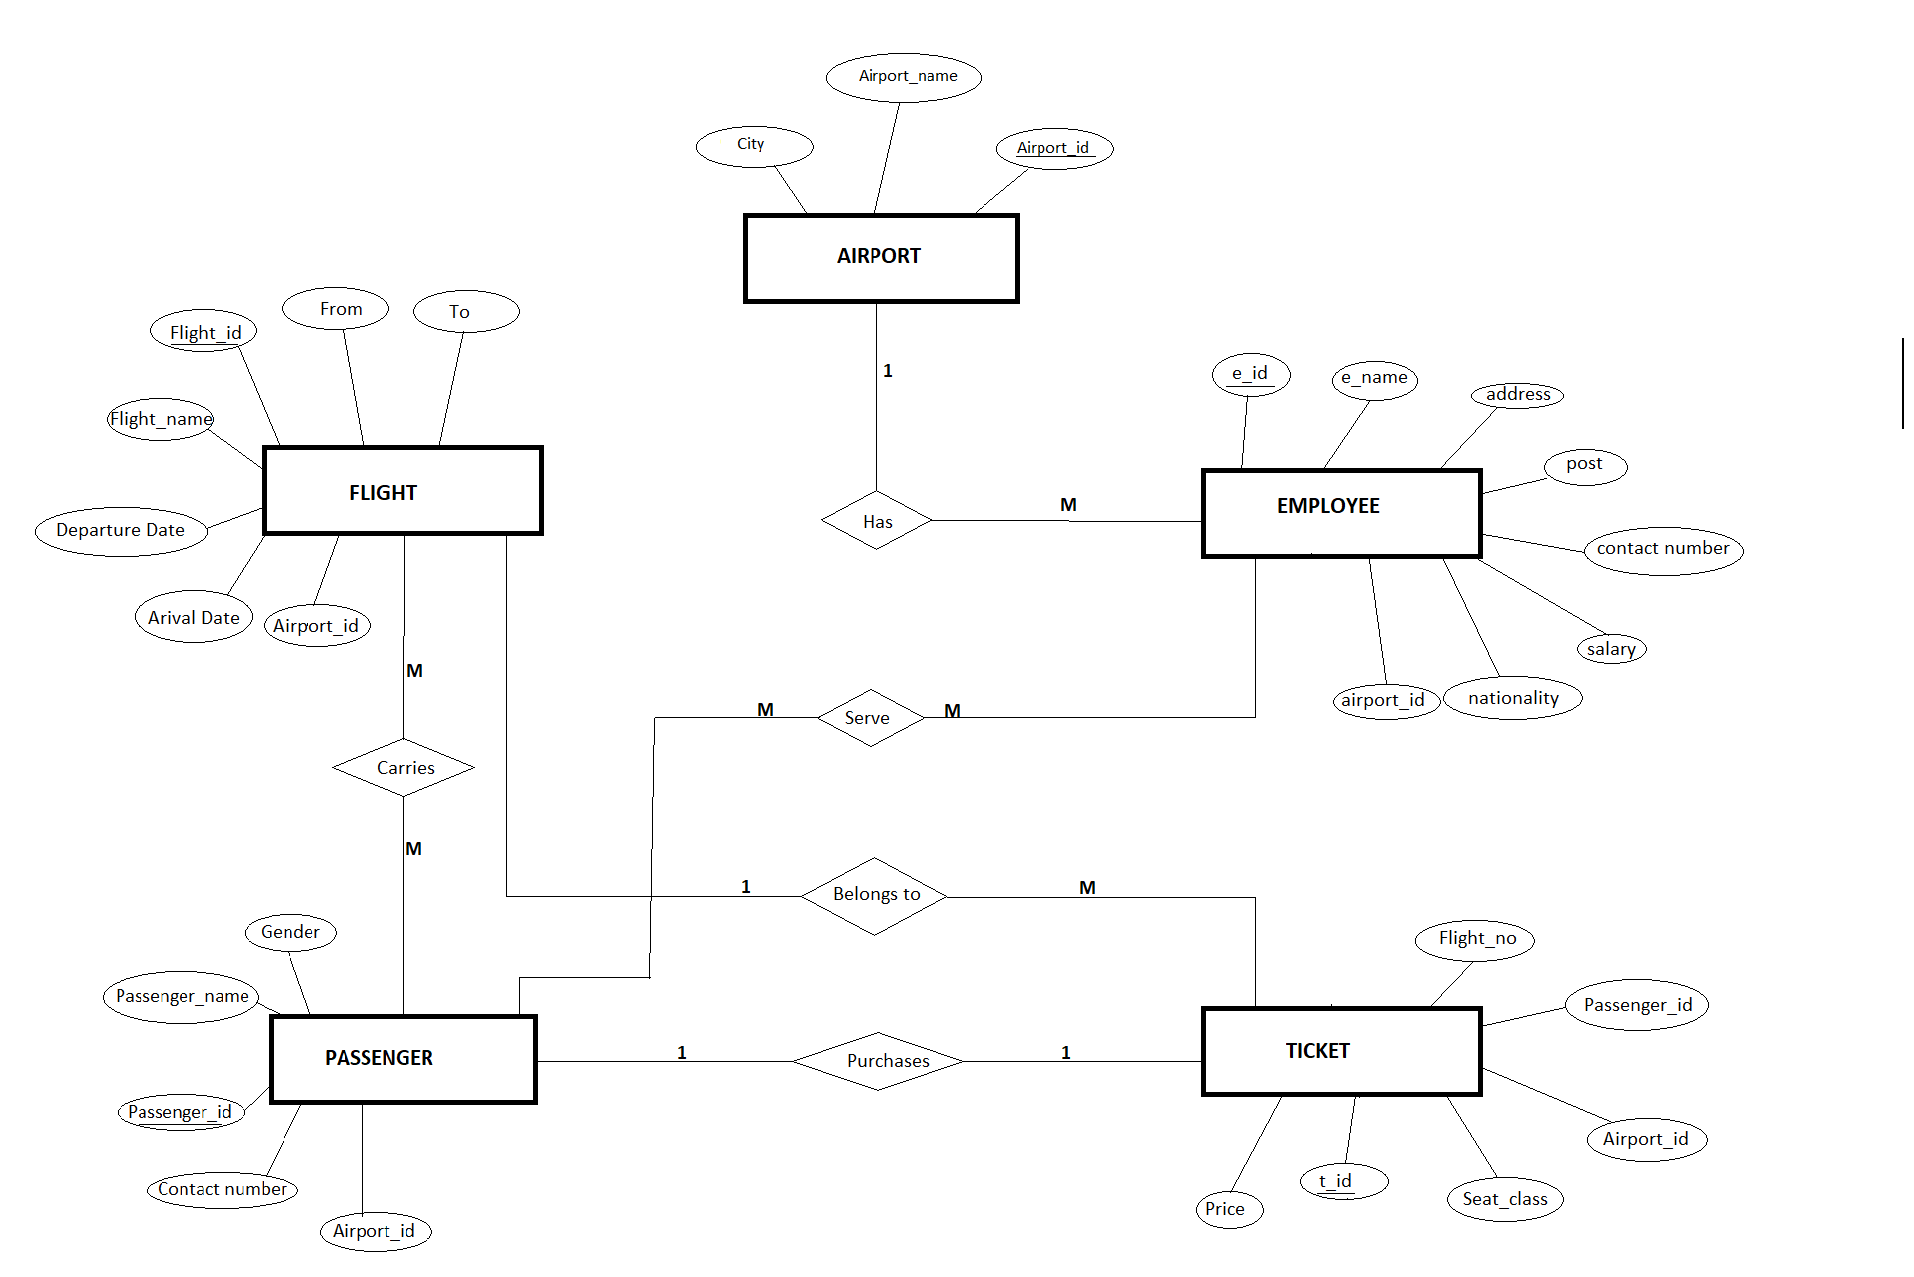 Airport_name
City
Airport_id
AIRPORT
From
To
Flight_id
Flight_name
FLIGHT
Departure Date
Arival Date
Airport_id
1
Has
M
e_id
e_name
address
post
EMPLOYEE
contact number
salary
airport_id
nationality
M
Carries
M
M
Serve
M
1
Belongs to
M
Gender
Passenger_name
PASSENGER
Passenger_id
Contact number
Airport_id
1
Purchases
1
Flight_no
Passenger_id
TICKET
Airport_id
t_id
Price
Seat_class